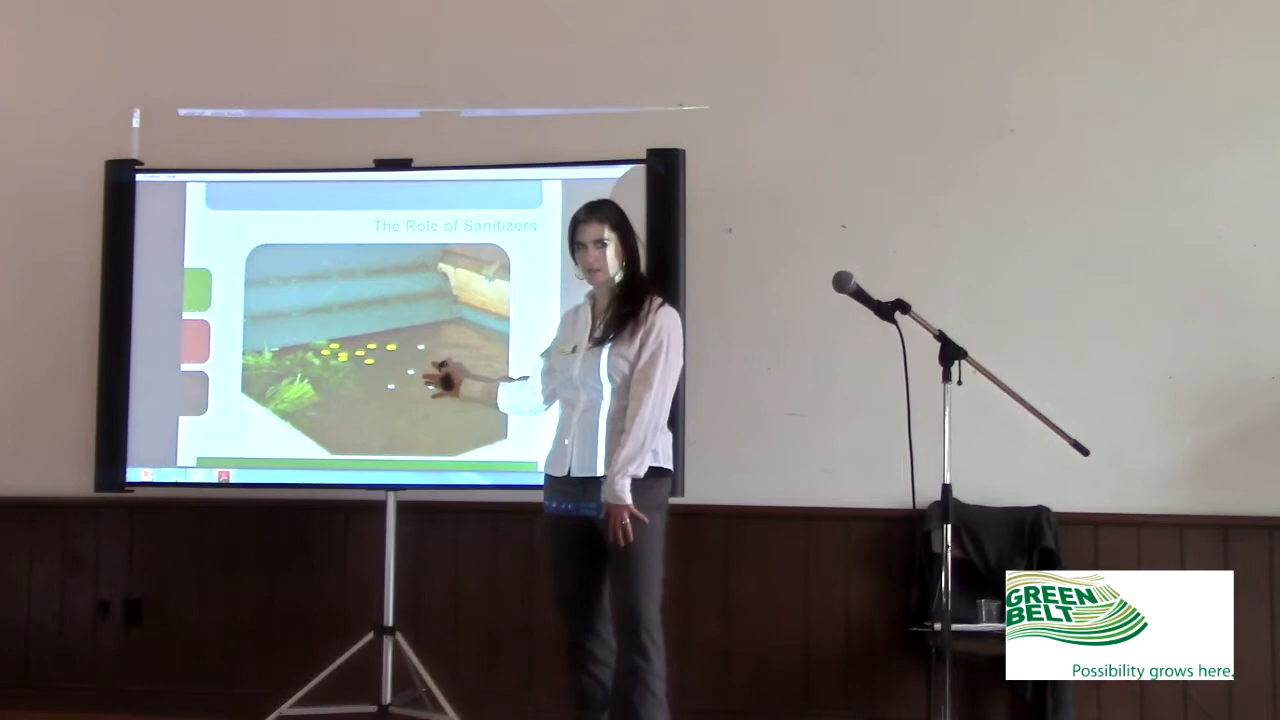 The Role of Sanitizers
GREEN
BELT
Possibility grows here.